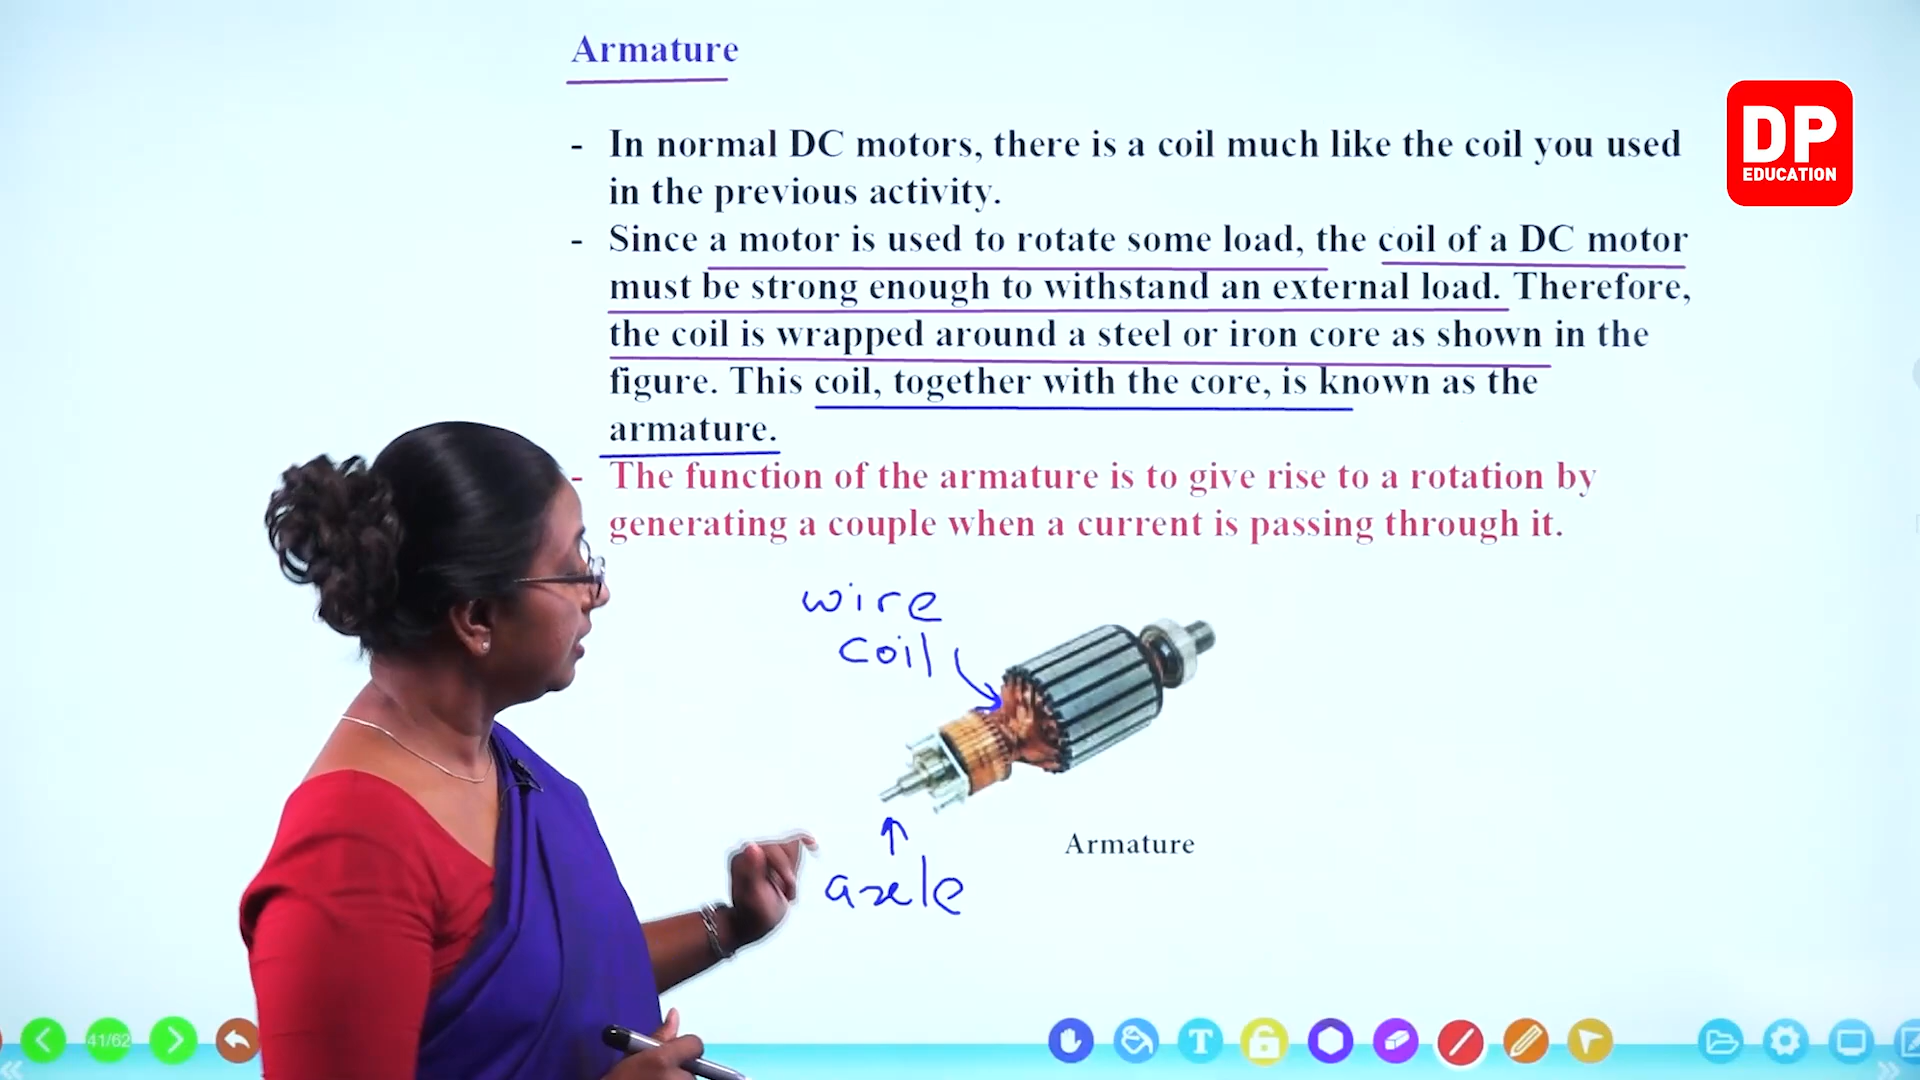 Armature
DP
EDUCATION
- In normal DC motors, there is a coil much like the coil you used
in the previous activity.
- Since a motor is used to rotate some load, the coil of a DC motor
must be strong enough to withstand an external load. Therefore,
the coil is wrapped around a steel or iron core as shown in the
figure. This coil, together with the core, is known as the
armature.
- The function of the armature is to give rise to a rotation by
generating a couple when a current is passing through it.
wire
coil
Armature
axle
41/62
T